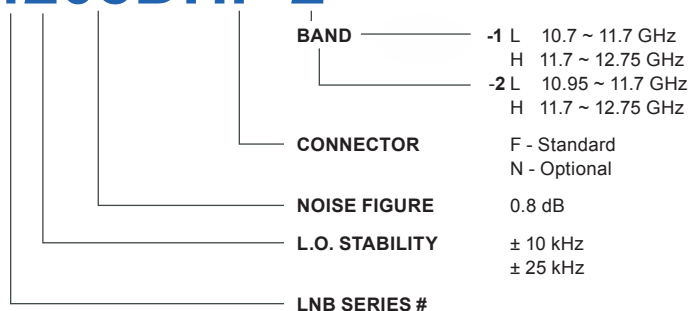 BAND -1 L 10.7 ~ 11.7 GHz
H 11.7 ~ 12.75 GHz
-2 L 10.95 ~ 11.7 GHz
H 11.7 ~ 12.75 GHz
CONNECTOR F - Standard
N - Optional
NOISE FIGURE 0.8 dB
L.O. STABILITY ± 10 kHz
± 25 kHz
LNB SERIES #